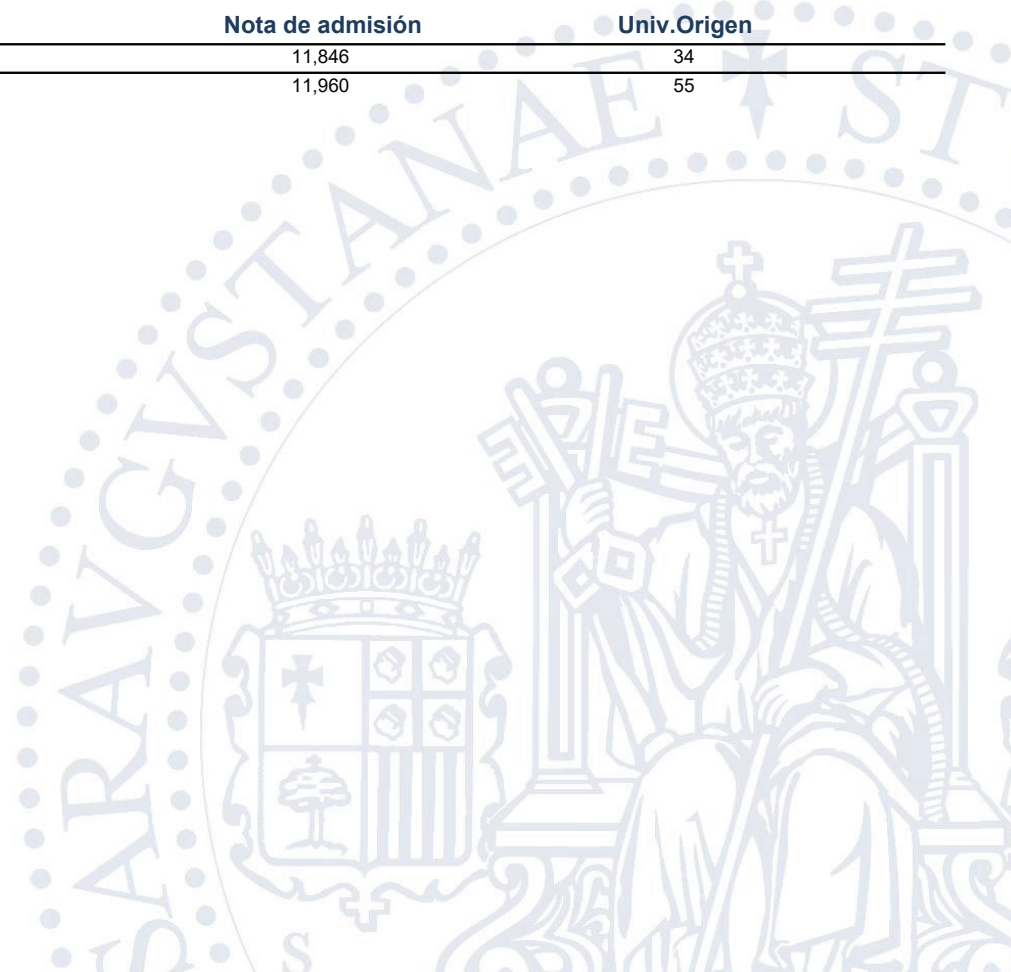 Nota de admisión Univ.Origen
11,846 34
11,960 55
SARAVGVSTANAE ST
S